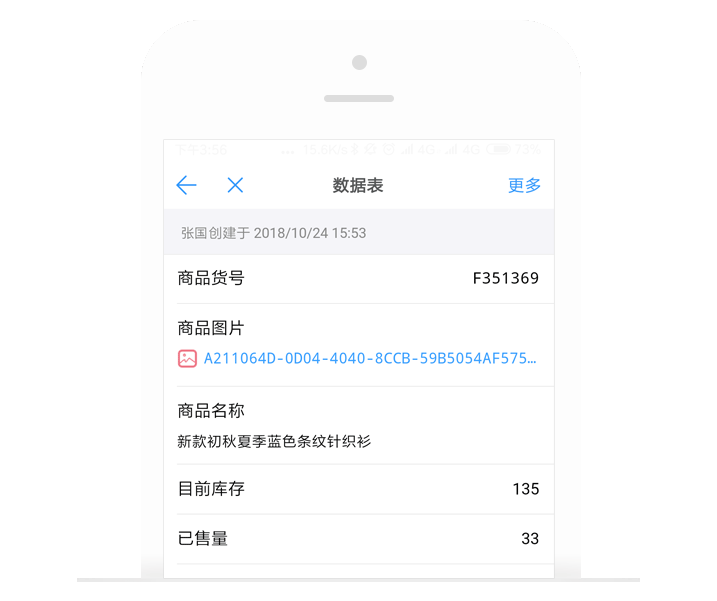 下午3:58 ... 15.6K/s 4G 4G 73%
数据表 更多
张国创建于 2018/10/24 15:53
商品货号 F351369
商品图片
A211064D-0D04-4040-8CCB-59B5054AF575...
商品名称
新款初秋夏季蓝色条纹针织衫
目前库存 135
已售量 33